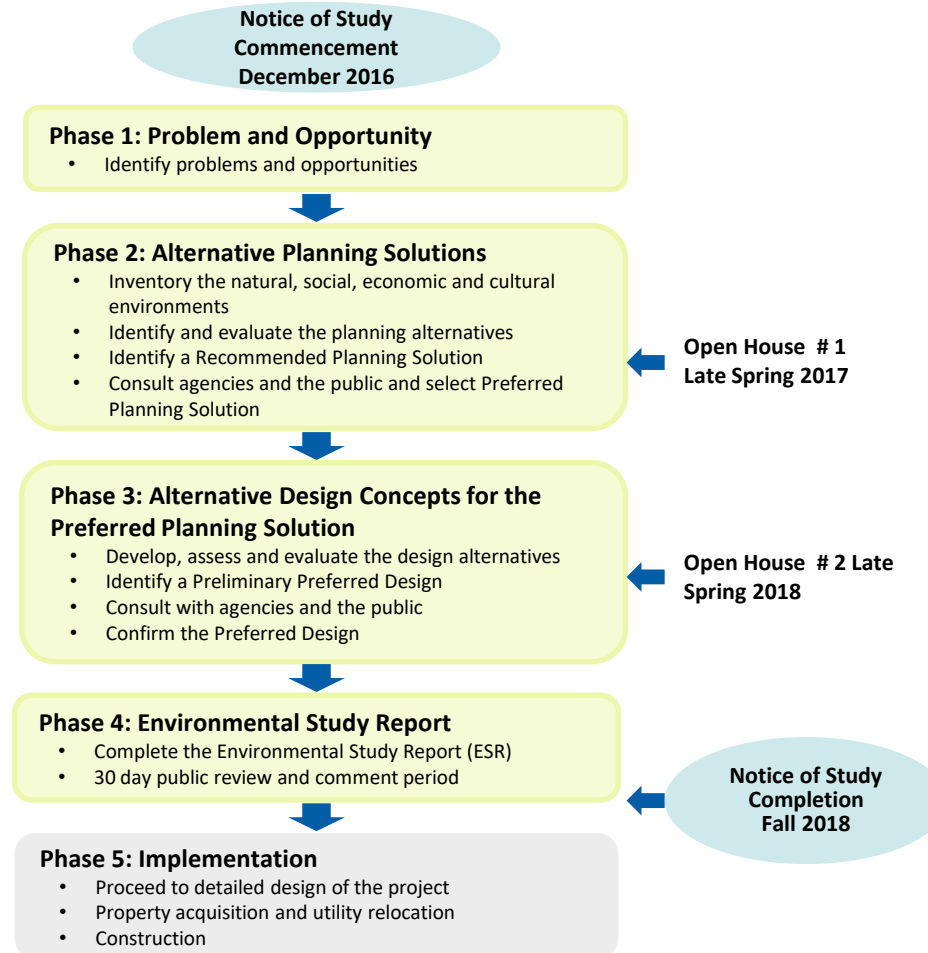 Notice of Study
Commencement
December 2016
Phase 1: Problem and Opportunity
• Identify problems and opportunities
Phase 2: Alternative Planning Solutions
• Inventory the natural, social, economic and cultural
environments
• Identify and evaluate the planning alternatives
• Identify a Recommended Planning Solution
• Consult agencies and the public and select Preferred
Planning Solution
Open House # 1
Late Spring 2017
Phase 3: Alternative Design Concepts for the
Preferred Planning Solution
• Develop, assess and evaluate the design alternatives
• Identify a Preliminary Preferred Design
• Consult with agencies and the public
• Confirm the Preferred Design
Open House # 2 Late
Spring 2018
Phase 4: Environmental Study Report
• Complete the Environmental Study Report (ESR)
• 30 day public review and comment period
Notice of Study
Completion
Fall 2018
Phase 5: Implementation
• Proceed to detailed design of the project
• Property acquisition and utility relocation
• Construction